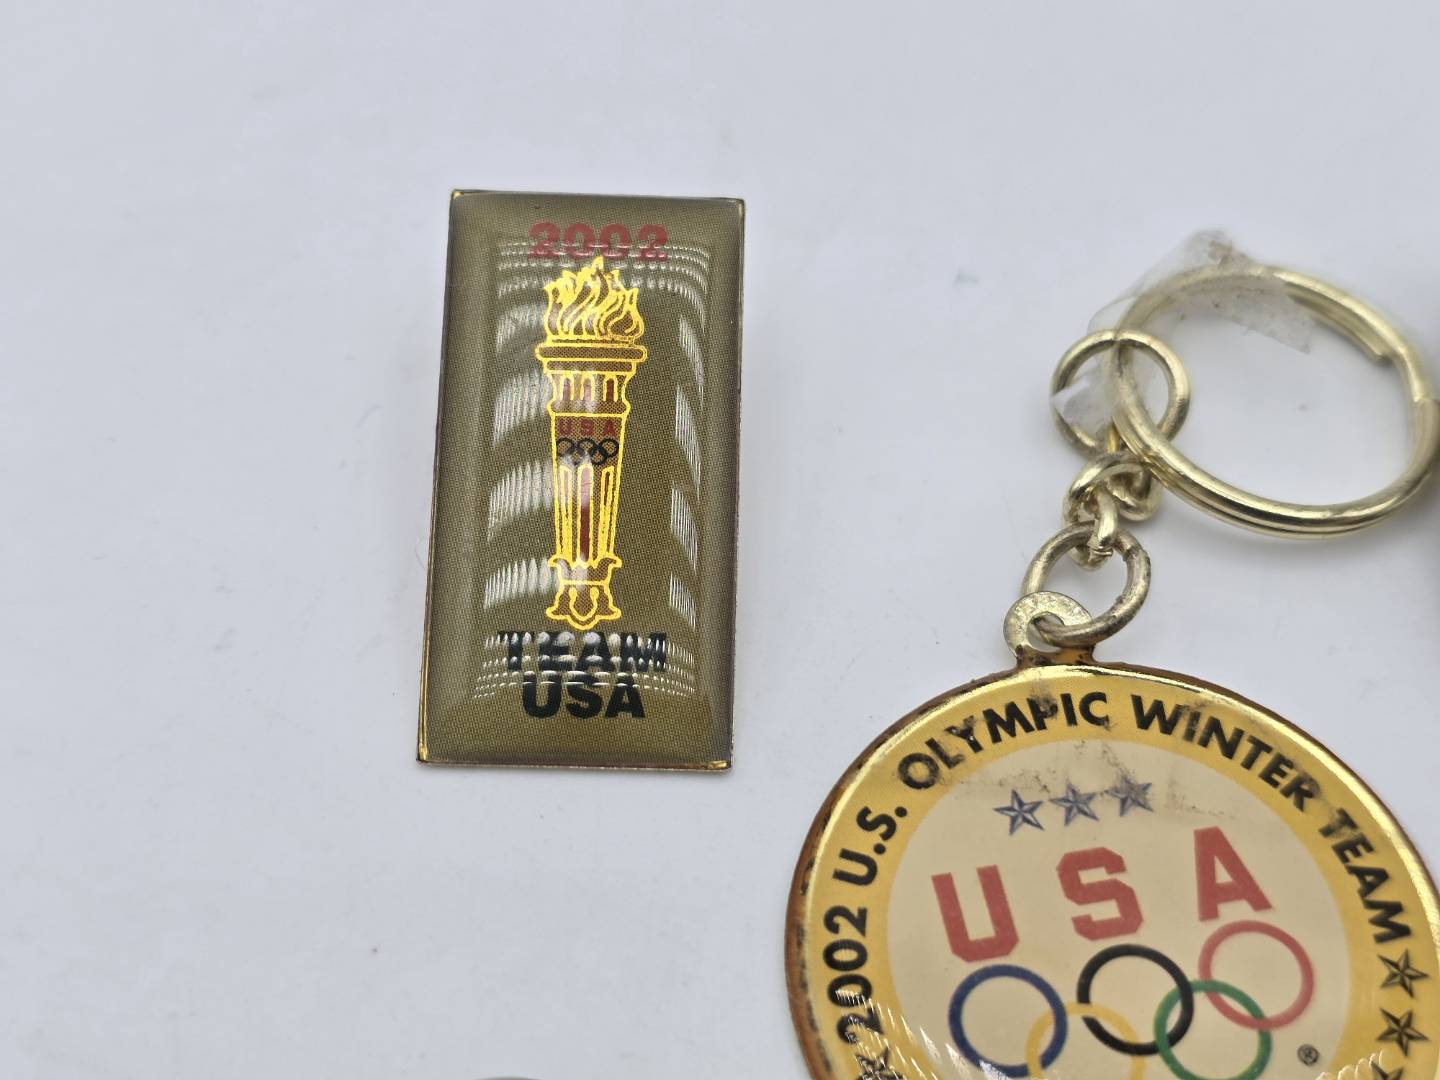 2002
USA
TEAM
USA
2002 U.S. OLYMPIC WINTER TEAM
USA
®